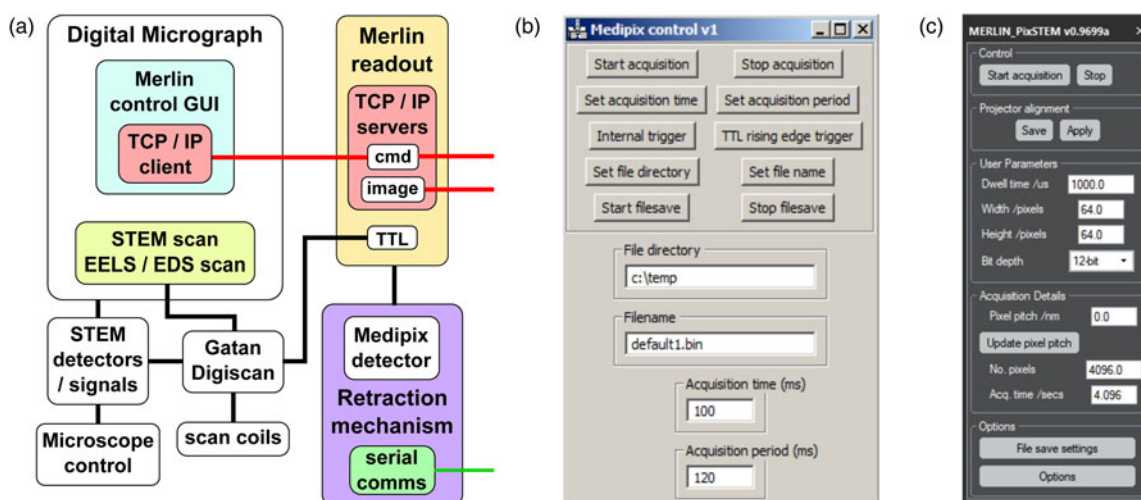 (a)
Digital Micrograph
Merlin
control GUI
TCP / IP
client
STEM scan
EELS / EDS scan
STEM
detectors
/ signals
Gatan
Digiscan
Microscope
control
scan coils
Merlin
readout
TCP / IP
servers
cmd
image
TTL
Medipix
detector
Retraction
mechanism
serial
comms
(b)
Medipix control v1
Start acquisition Stop acquisition
Set acquisition time Set acquisition period
Internal trigger TTL rising edge trigger
Set file directory Set file name
Start filesave Stop filesave
File directory
c:\temp
Filename
default1.bin
Acquisition time (ms)
100
Acquisition period (ms)
120
(c)
MERLIN_PixSTEM v0.9699a
Control
Start acquisition Stop
Projector alignment
Save Apply
User Parameters
Dwell time /us 1000.0
Width /pixels 64.0
Height /pixels 64.0
Bit depth 12-bit
Acquisition Details
Pixel pitch /nm 0.0
Update pixel pitch
No. pixels 4096.0
Acq. time /secs 4.096
Options
File save settings
Options